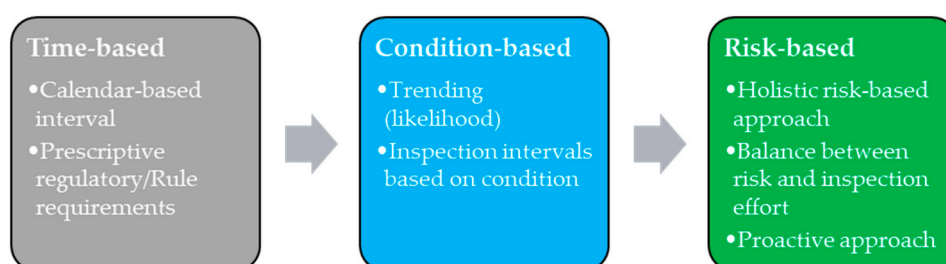 Time-based
•Calendar-based
interval
•Prescriptive
regulatory/Rule
requirements
Condition-based
•Trending
(likelihood)
•Inspection intervals
based on condition
Risk-based
•Holistic risk-based
approach
•Balance between
risk and inspection
effort
•Proactive approach